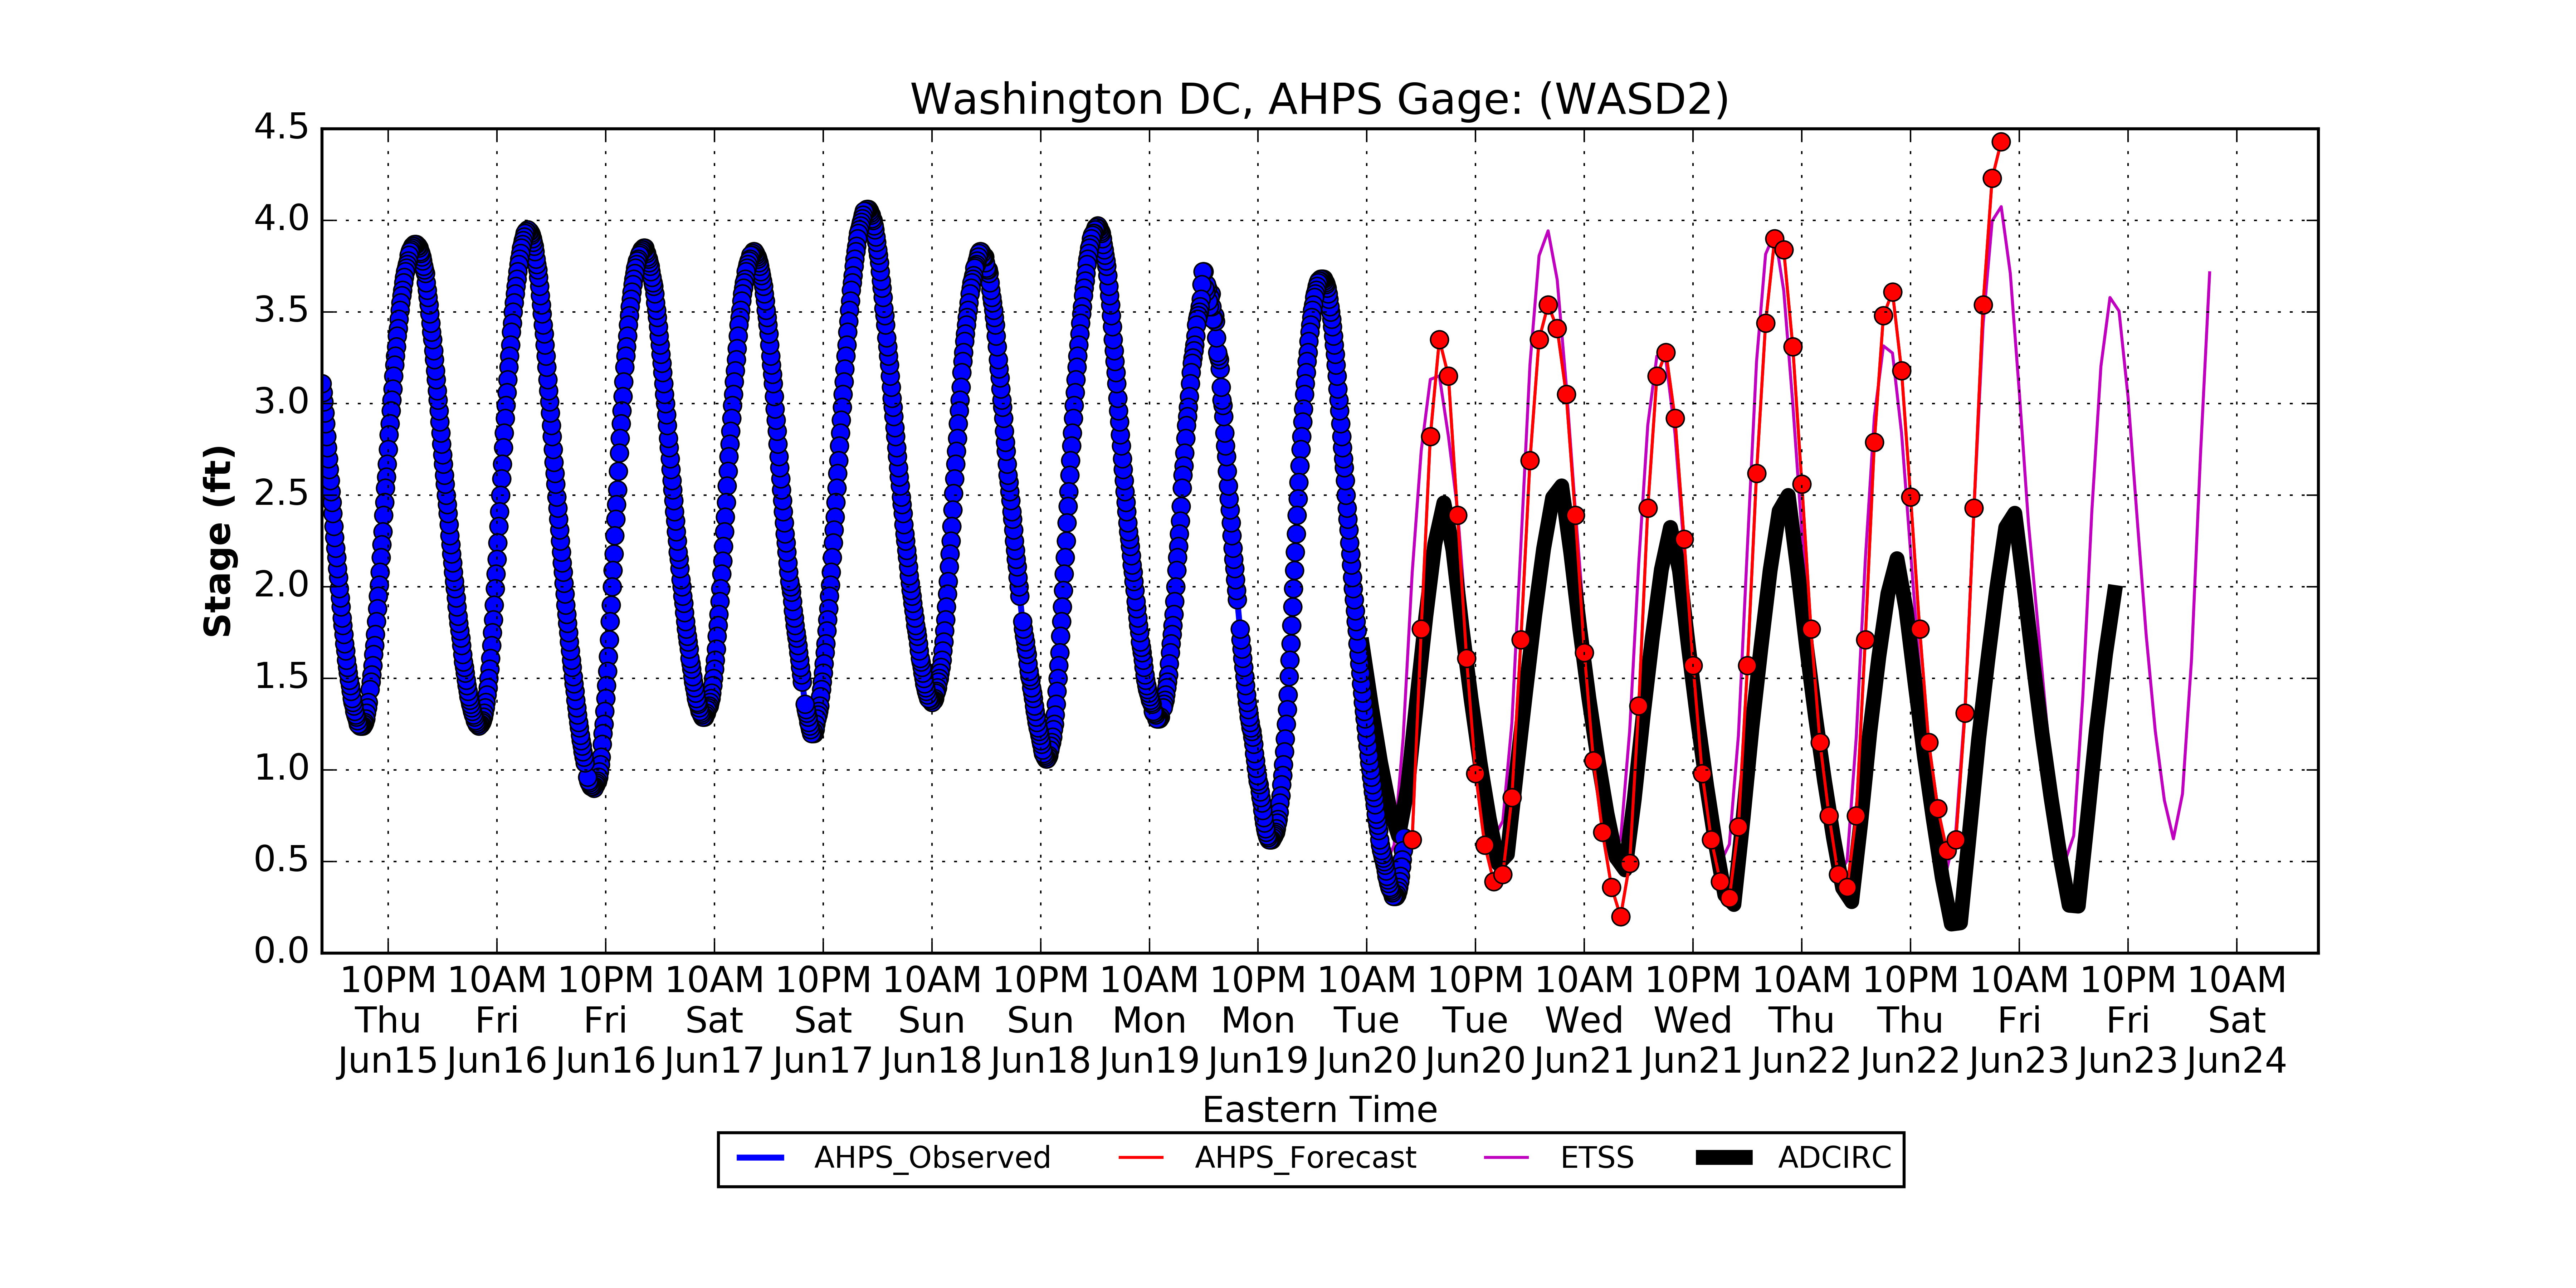 Washington DC, AHPS Gage: (WASD2)
4.5
4.0
3.5
3.0
2.5
2.0
1.5
1.0
0.5
0.0
Stage (ft)
10PM 10AM 10PM 10AM 10PM 10AM 10PM 10AM 10PM 10AM 10PM 10AM 10PM 10AM 10PM 10AM 10PM 10AM
Thu Fri Fri Sat Sat Sun Sun Mon Mon Tue Tue Wed Wed Thu Thu Fri Fri Sat
Jun15 Jun16 Jun16 Jun17 Jun17 Jun18 Jun18 Jun19 Jun19 Jun20 Jun20 Jun21 Jun21 Jun22 Jun22 Jun23 Jun23 Jun24
Eastern Time
AHPS_Observed AHPS_Forecast ETSS ADCIRC